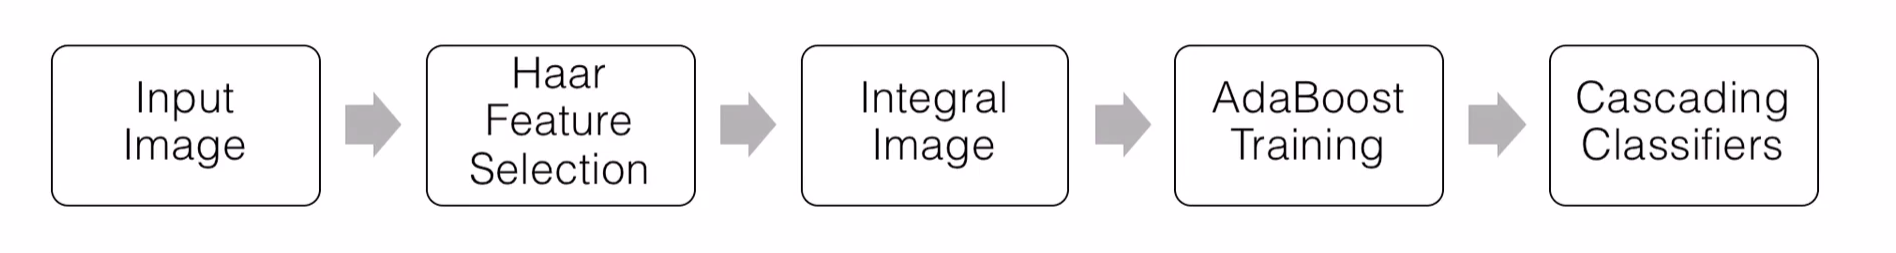 Input
Image
Haar
Feature
Selection
Integral
Image
AdaBoost
Training
Cascading
Classifiers